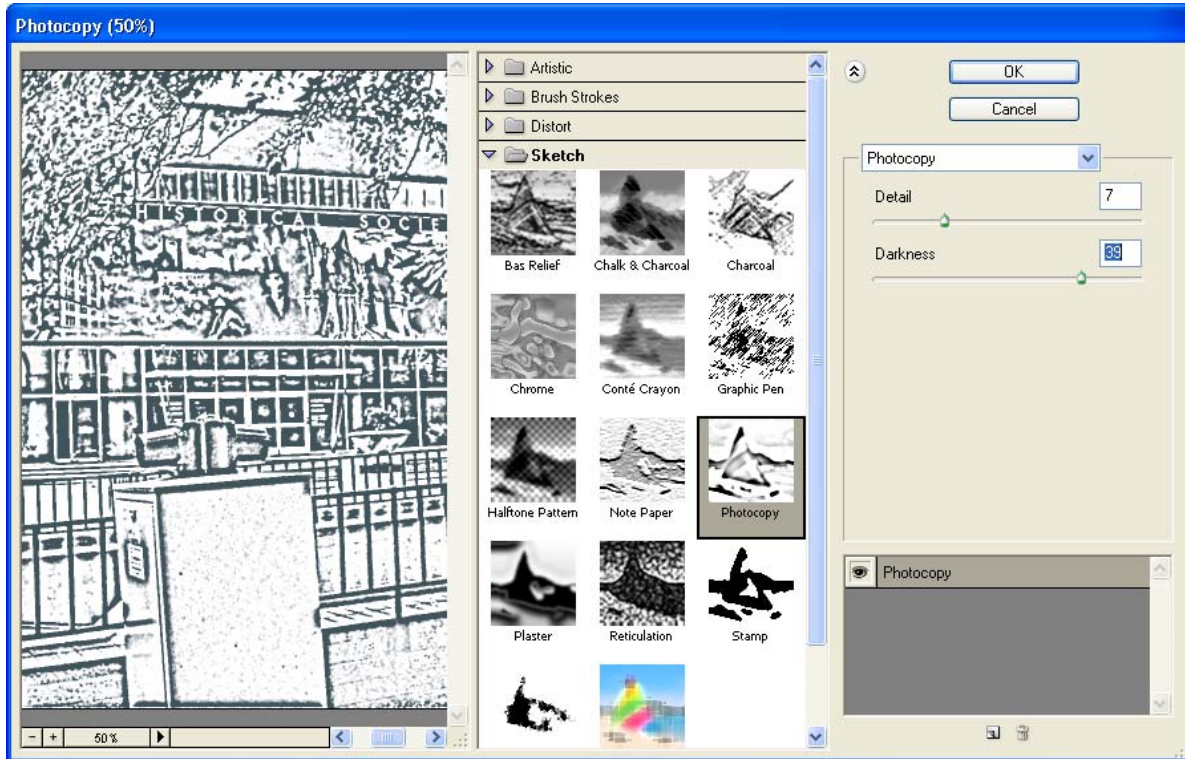 Photocopy (50%)
HISTORICAL SOCIE
50%
Artistic
Brush Strokes
Distort
Sketch
Bas Relief
Chalk & Charcoal
Charcoal
Chrome
Conté Crayon
Graphic Pen
Halftone Pattern
Note Paper
Photocopy
Plaster
Reticulation
Stamp
OK
Cancel
Photocopy
Detail 7
Darkness 39
Photocopy